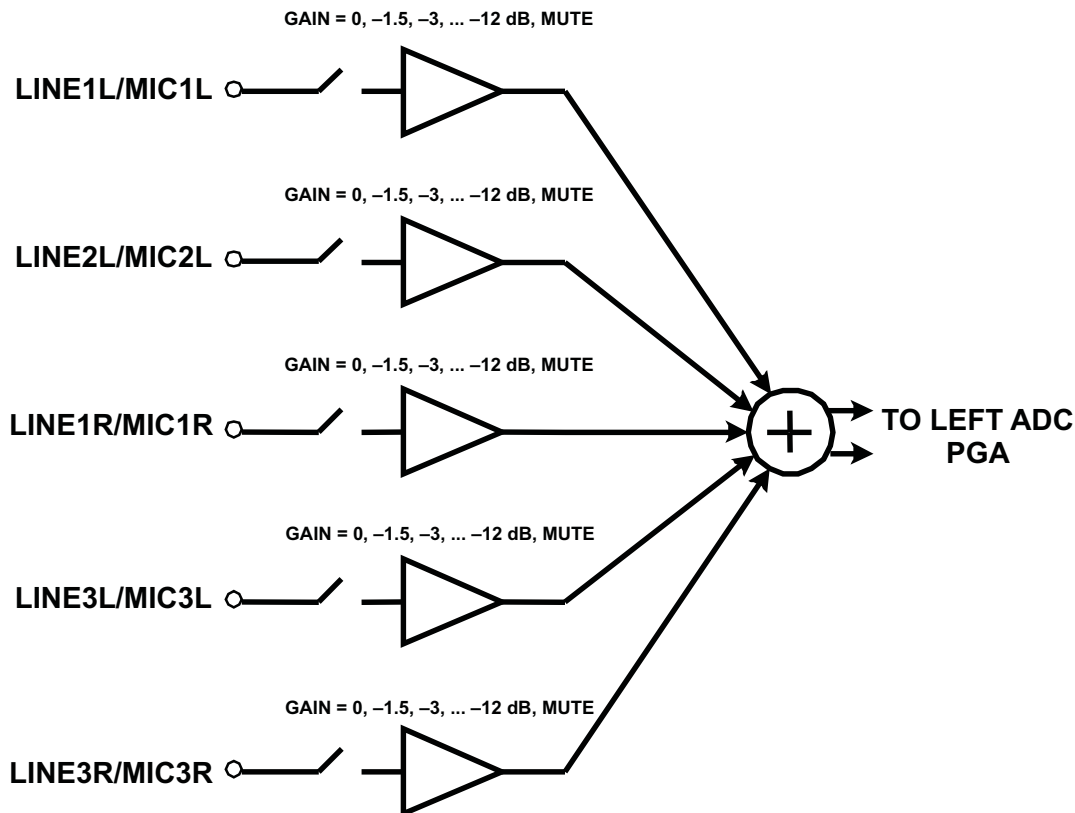 GAIN = 0, –1.5, –3, ... –12 dB, MUTE
LINE1L/MIC1L
GAIN = 0, –1.5, –3, ... –12 dB, MUTE
LINE2L/MIC2L
GAIN = 0, –1.5, –3, ... –12 dB, MUTE
LINE1R/MIC1R
TO LEFT ADC
PGA
GAIN = 0, –1.5, –3, ... –12 dB, MUTE
LINE3L/MIC3L
GAIN = 0, –1.5, –3, ... –12 dB, MUTE
LINE3R/MIC3R